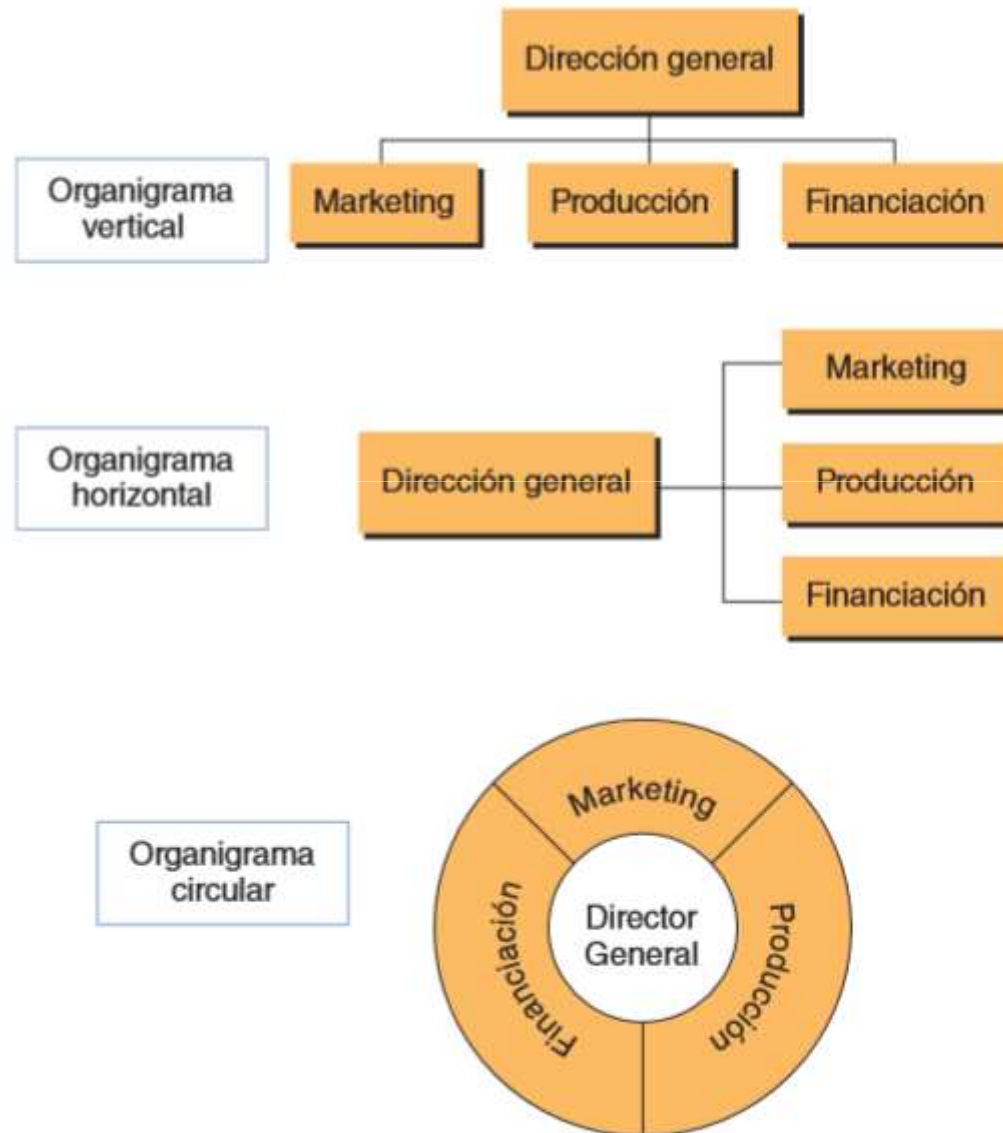 Dirección general
Organigrama
vertical
Marketing
Producción
Financiación
Organigrama
horizontal
Dirección general
Marketing
Producción
Financiación
Organigrama
circular
Marketing
Financiación
Director
General
Producción